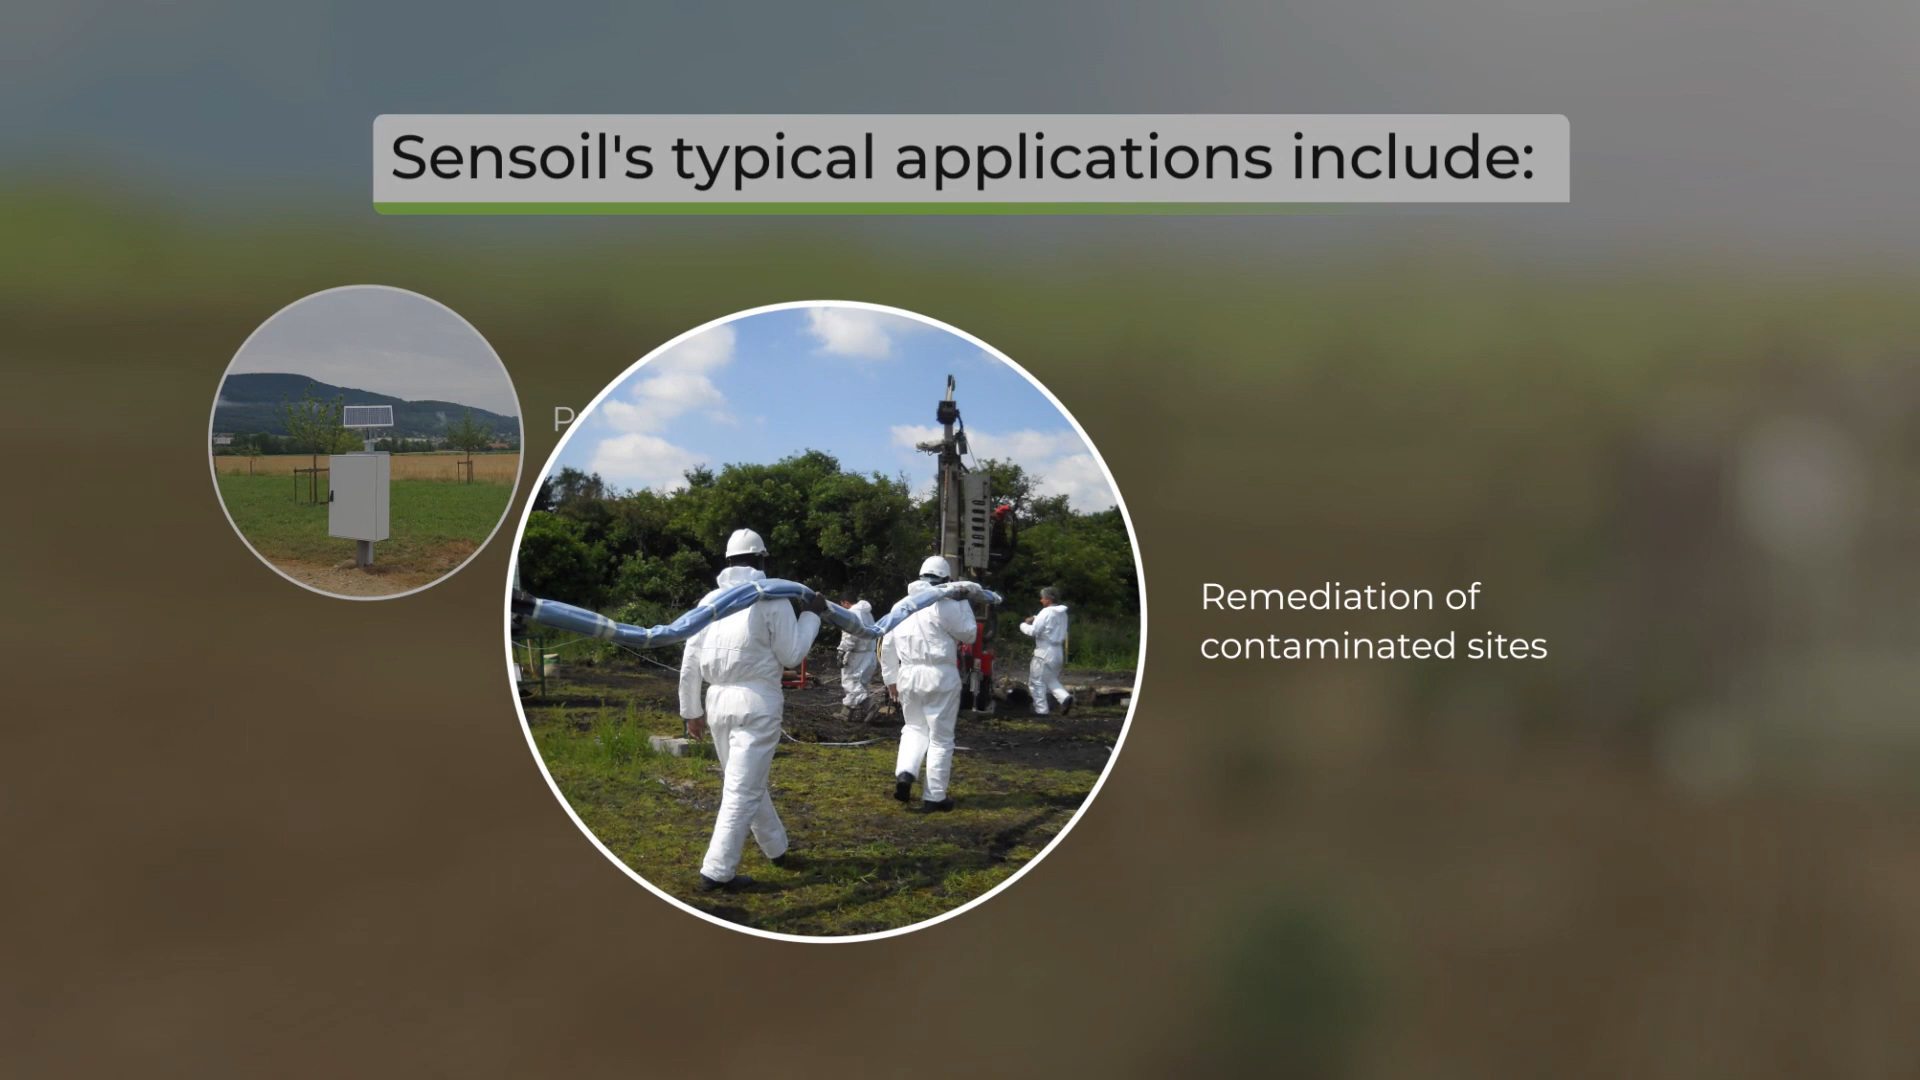 Sensoil's typical applications include:
Remediation of
contaminated sites